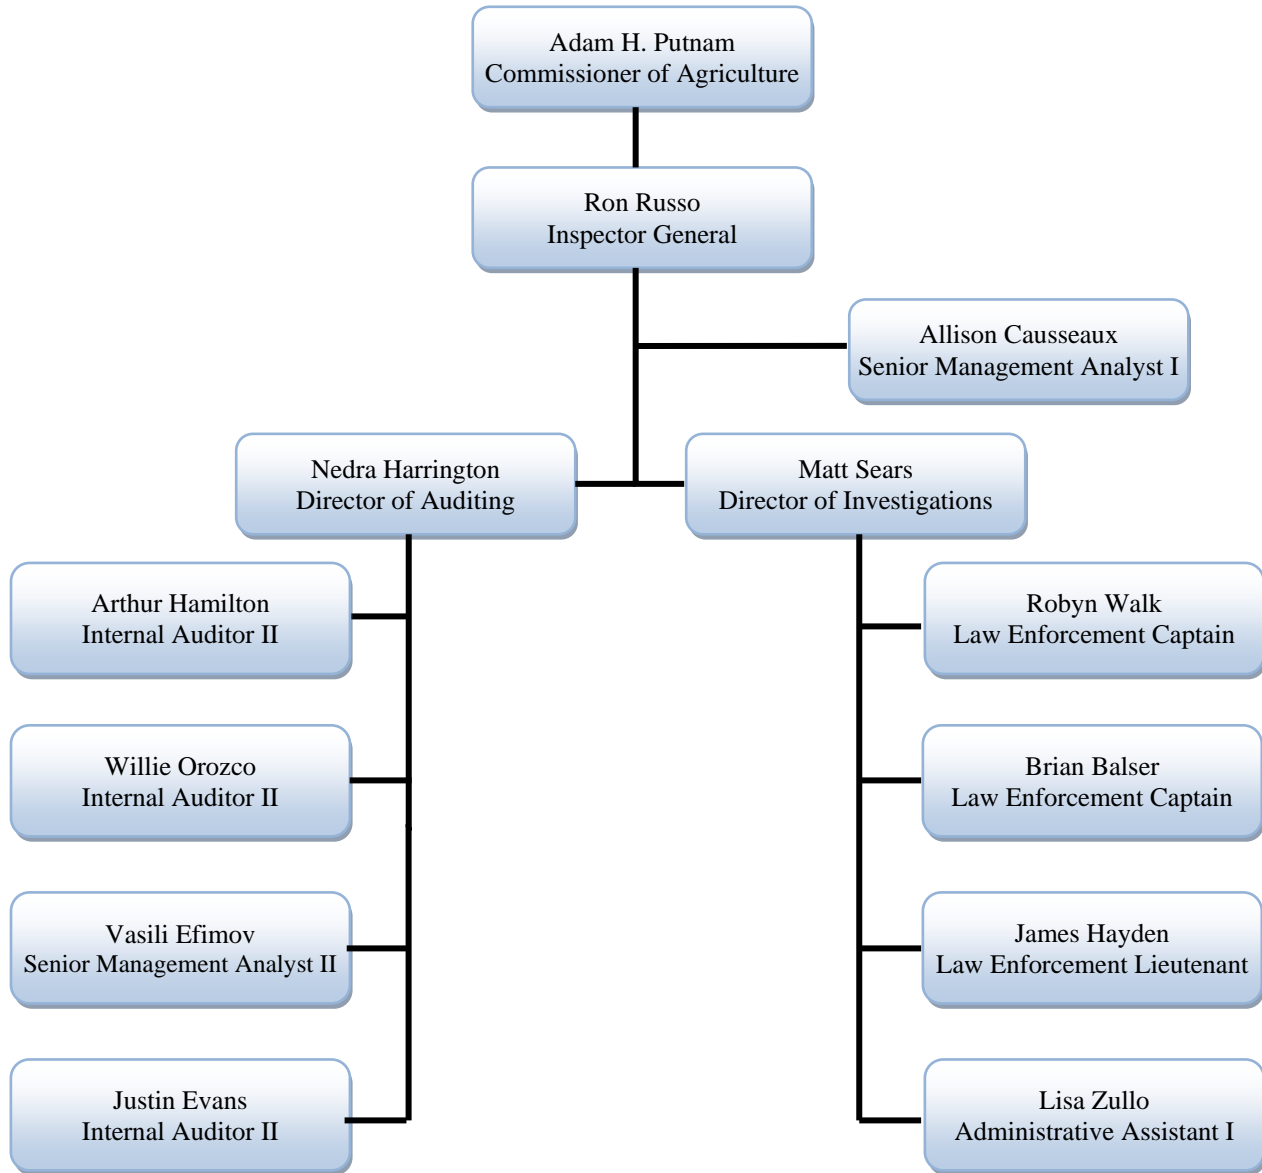 Adam H. Putnam
Commissioner of Agriculture
Ron Russo
Inspector General
Allison Causseaux
Senior Management Analyst I
Nedra Harrington
Director of Auditing
Matt Sears
Director of Investigations
Arthur Hamilton
Internal Auditor II
Robyn Walk
Law Enforcement Captain
Willie Orozco
Internal Auditor II
Brian Balser
Law Enforcement Captain
Vasili Efimov
Senior Management Analyst II
James Hayden
Law Enforcement Lieutenant
Justin Evans
Internal Auditor II
Lisa Zullo
Administrative Assistant I